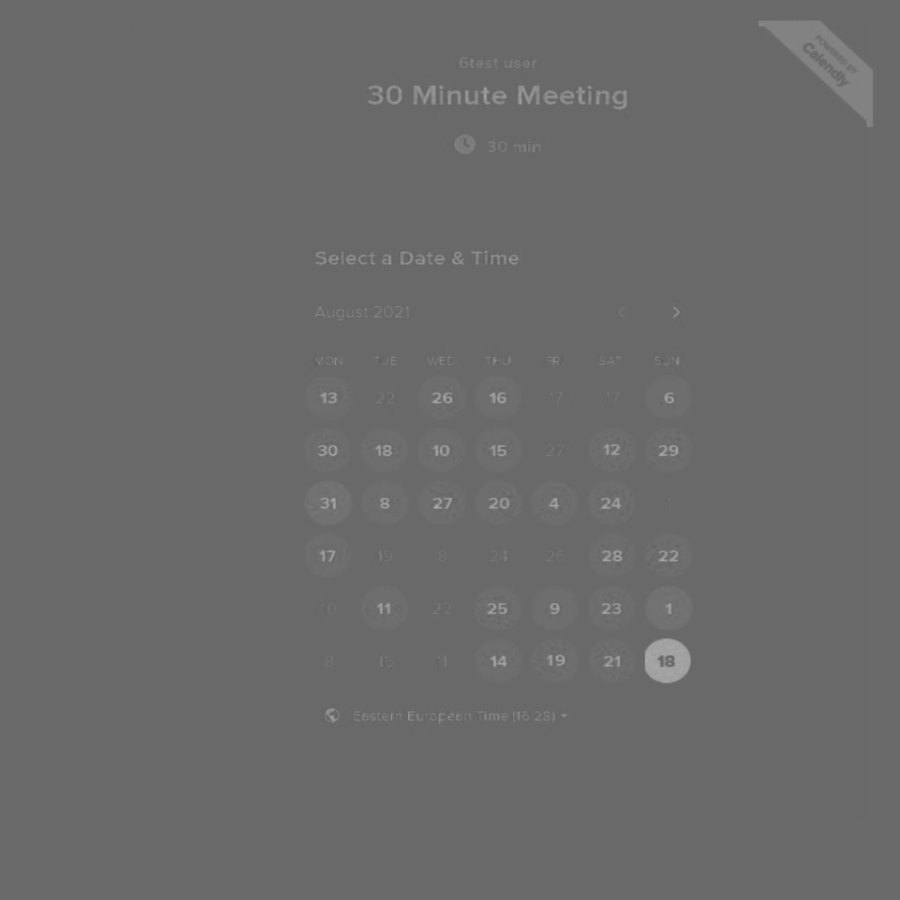 POWERED BY
Calendly
6test user
30 Minute Meeting
30 min
Select a Date & Time
August 2021
MON TUE WED THU FRI SAT SUN
13 22 26 16 17 17 6
30 18 10 15 27 12 29
31 8 27 20 4 24
17 19 8 24 26 28 22
11 22 25 9 23 1
8 15 11 14 19 21 18
Eastern European Time (16:28)